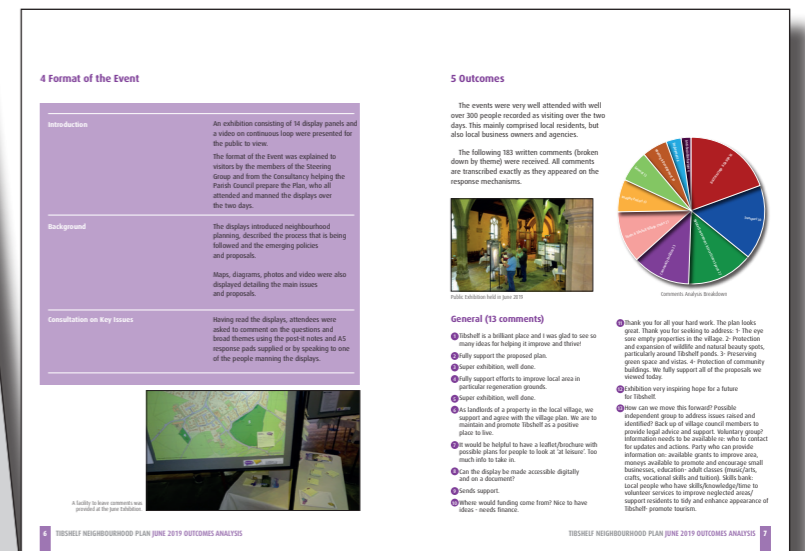 4 Format of the Event
Introduction
An exhibition consisting of 14 display panels and
a video on continuous loop were presented for
the public to view.
The format of the Event was explained to
visitors by the members of the Steering
Group and from the Consultancy helping the
Parish Council prepare the Plan, who all
attended and manned the displays over
the two days.
Background
The displays introduced neighbourhood
planning, described the process that is being
followed and the emerging policies
and proposals.
Maps, diagrams, photos and video were also
displayed detailing the main issues
and proposals.
Consultation on Key Issues
Having read the displays, attendees were
asked to comment on the questions and
broad themes using the post-it notes and A5
response pads supplied or by speaking to one
of the people manning the displays.
A facility to leave comments was
provided at the June Exhibition.
6 TIBSHELF NEIGHBOURHOOD PLAN JUNE 2019 OUTCOMES ANALYSIS
5 Outcomes
The events were very well attended with well
over 300 people recorded as visiting over the two
days. This mainly comprised local residents, but
also local business owners and agencies.
The following 183 written comments (broken
down by theme) were received. All comments
are transcribed exactly as they appeared on the
response mechanisms.
Public Exhibition held in June 2019
Comments Analysis Breakdown
General (13 comments)
1 Tibshelf is a brilliant place and I was glad to see so
many ideas for helping it improve and thrive!
2 Fully support the proposed plan.
3 Super exhibition, well done.
4 Fully support efforts to improve local area in
particular regeneration grounds.
5 Super exhibition, well done.
6 As landlords of a property in the local village, we
support and agree with the village plan. We are to
maintain and promote Tibshelf as a positive
place to live.
7 It would be helpful to have a leaflet/brochure with
possible plans for people to look at 'at leisure'. Too
much info to take in.
8 Can the display be made accessible digitally
and on a document?
9 Sends support.
10 Where would funding come from? Nice to have
ideas - needs finance.
11 Thank you for all your hard work. The plan looks
great. Thank you for seeking to address: 1- The eye
sore empty properties in the village. 2- Protection
and expansion of wildlife and natural beauty spots,
particularly around Tibshelf ponds. 3- Preserving
green space and vistas. 4- Protection of community
buildings. We fully support all of the proposals we
viewed today.
12 Exhibition very inspiring hope for a future
for Tibshelf.
13 How can we move this forward? Possible
independent group to address issues raised and
identified? Back up of village council members to
provide legal advice and support. Voluntary group?
Information needs to be available re: who to contact
for updates and actions. Party who can provide
information on: available grants to improve area,
moneys available to promote and encourage small
businesses, education- adult classes (music/arts,
crafts, vocational skills and tuition). Skills bank:
Local people who have skills/knowledge/time to
volunteer services to improve neglected areas/
support residents to tidy and enhance appearance of
Tibshelf- promote tourism.
TIBSHELF NEIGHBOURHOOD PLAN JUNE 2019 OUTCOMES ANALYSIS 7